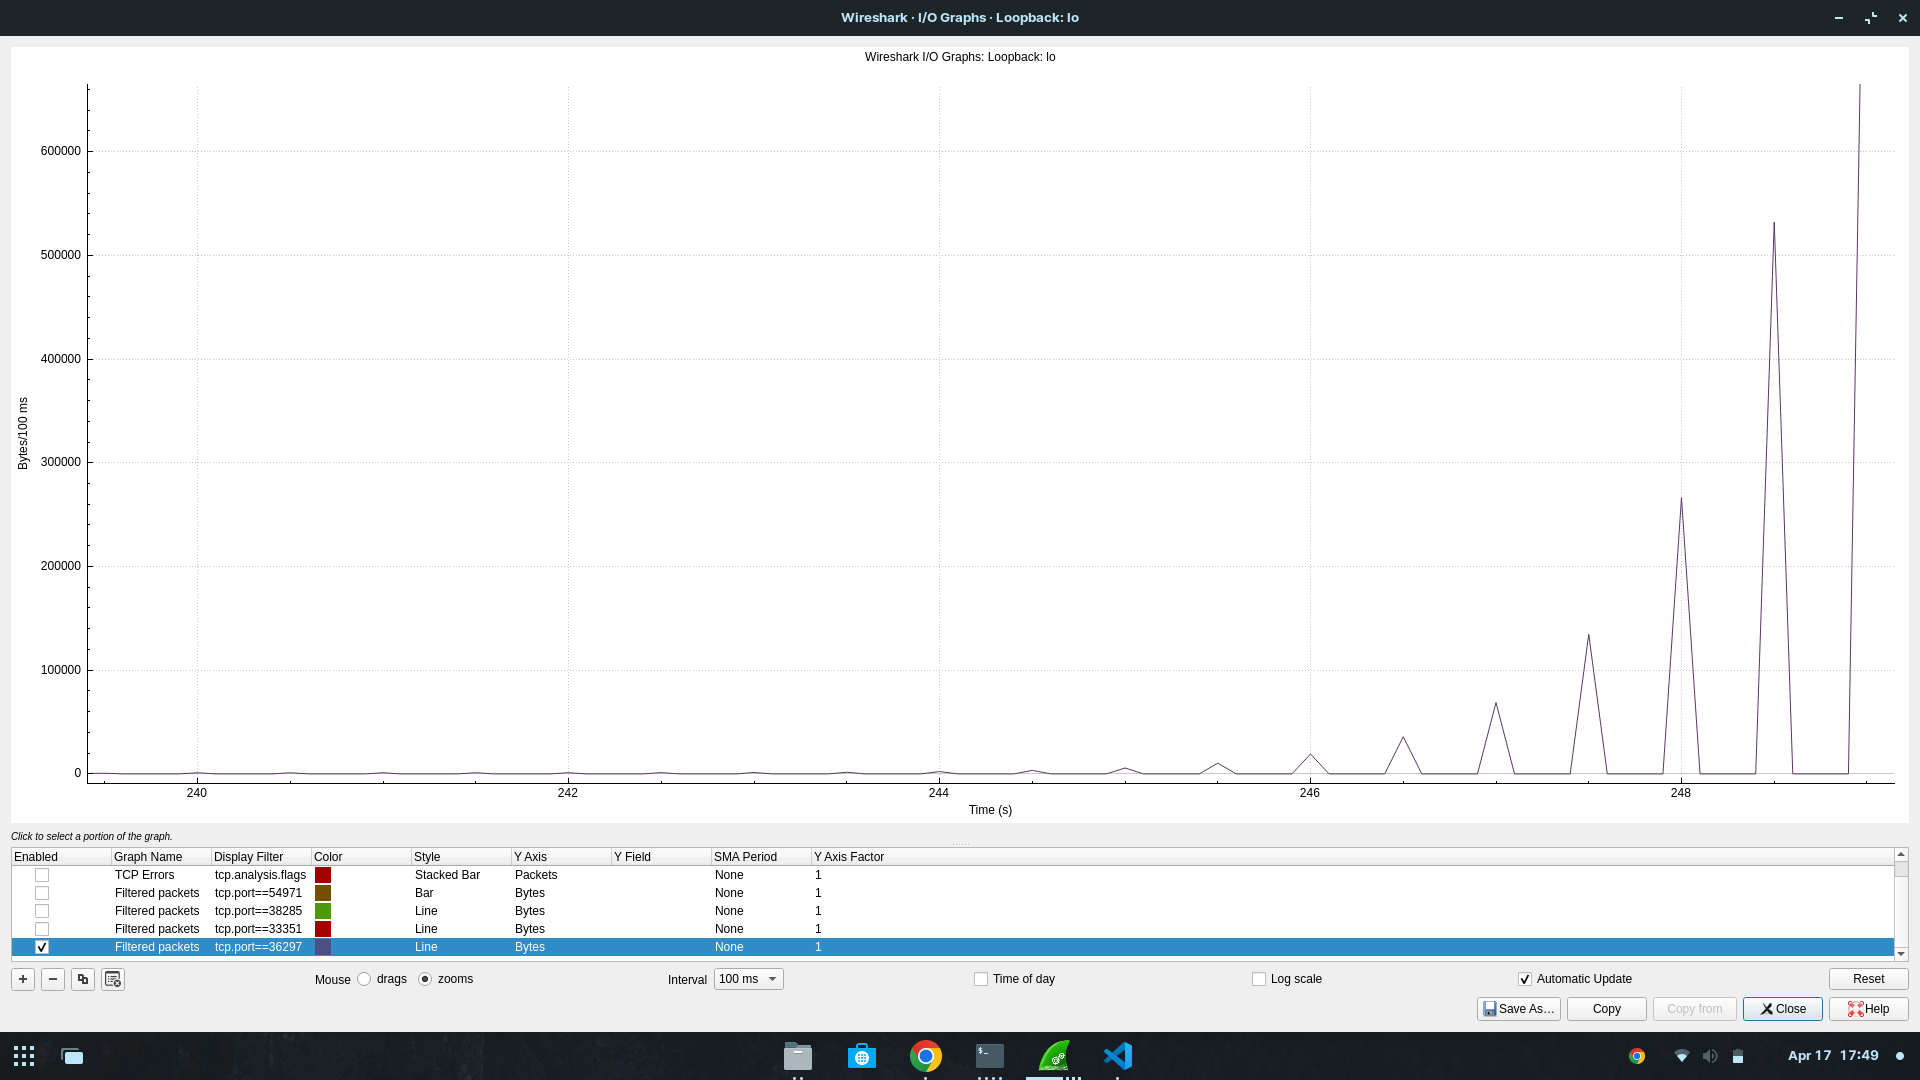 Wireshark · I/O Graphs · Loopback: lo
Wireshark I/O Graphs: Loopback: lo
600000
500000
400000
300000
200000
100000
0
Bytes/100 ms
240 242 244 246 248
Time (s)
Click to select a portion of the graph.
Enabled Graph Name Display Filter Color Style Y Axis Y Field SMA Period Y Axis Factor
TCP Errors tcp.analysis.flags Stacked Bar Packets None 1
Filtered packets tcp.port==54971 Bar Bytes None 1
Filtered packets tcp.port==38285 Line Bytes None 1
Filtered packets tcp.port==33351 Line Bytes None 1
Filtered packets tcp.port==36297 Line Bytes None 1
Mouse drags zooms Interval 100 ms Time of day Log scale Automatic Update Reset
Save As… Copy Copy from Close Help
Apr 17 17:49